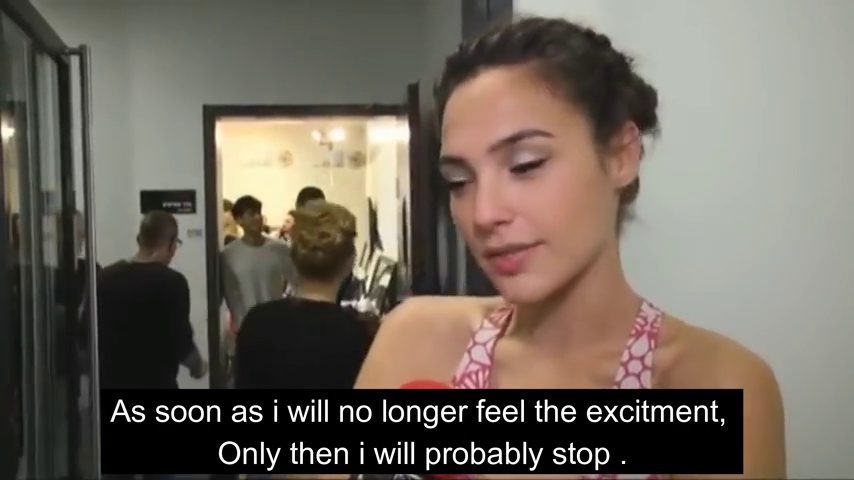 As soon as i will no longer feel the excitment,
Only then i will probably stop .